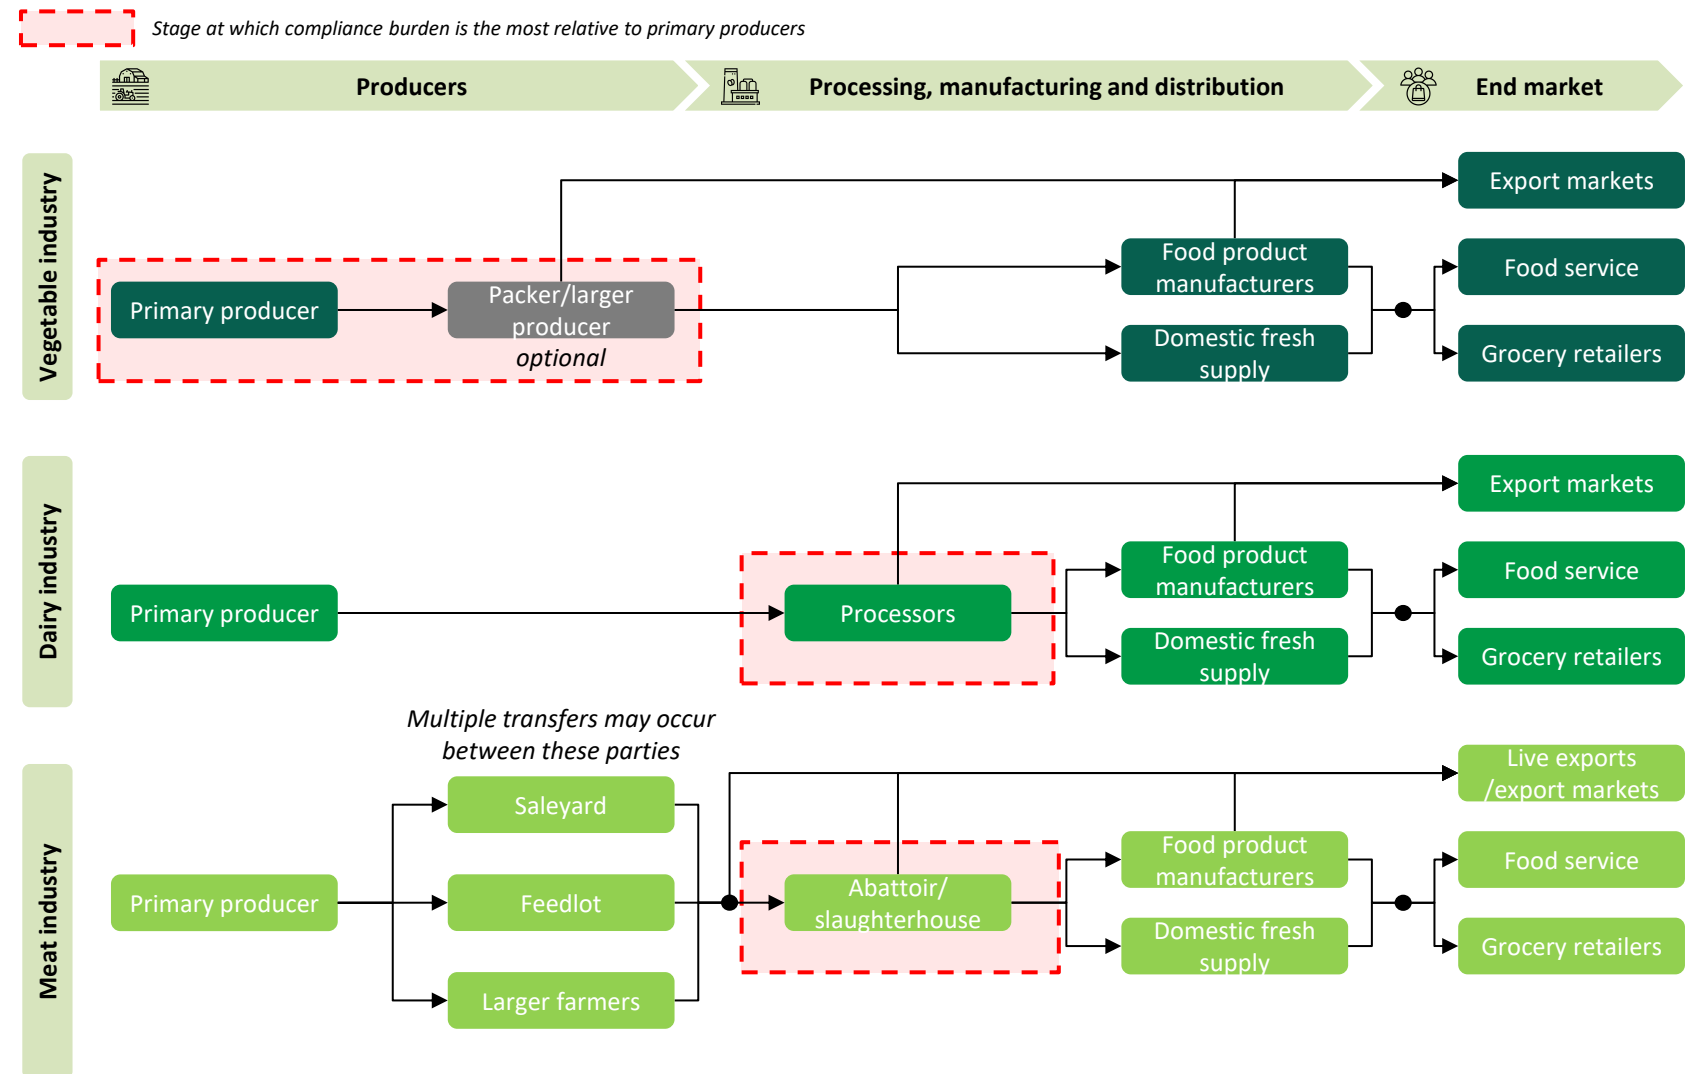 Stage at which compliance burden is the most relative to primary producers
Producers
Processing, manufacturing and distribution
End market
Vegetable industry
Primary producer
Packer/larger
producer
optional
Food product
manufacturers
Domestic fresh
supply
Export markets
Food service
Grocery retailers
Dairy industry
Primary producer
Processors
Food product
manufacturers
Domestic fresh
supply
Export markets
Food service
Grocery retailers
Meat industry
Multiple transfers may occur
between these parties
Primary producer
Saleyard
Feedlot
Larger farmers
Abattoir/
slaughterhouse
Food product
manufacturers
Domestic fresh
supply
Live exports
/export markets
Food service
Grocery retailers